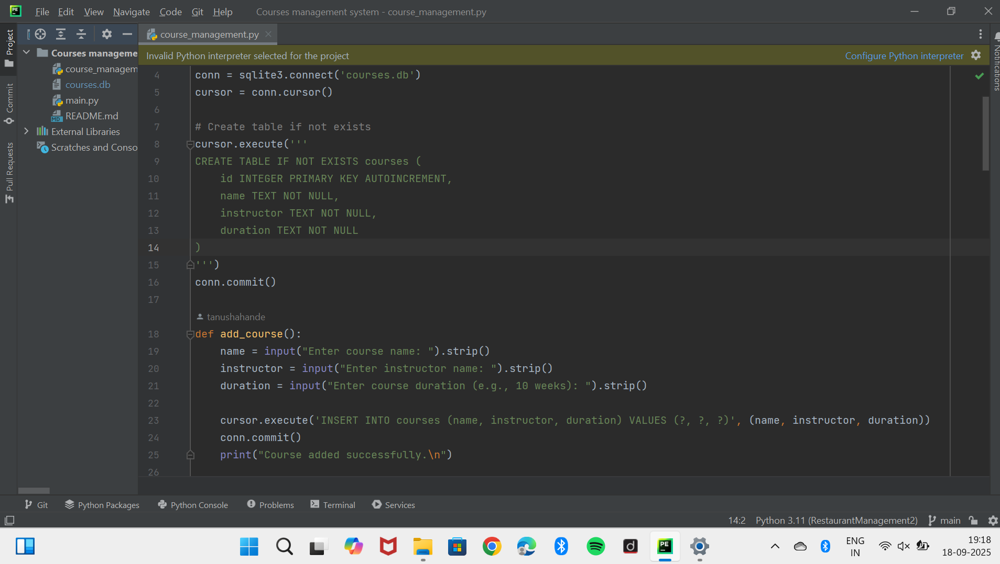 File Edit View Navigate Code Git Help Courses management system - course_management.py
course_management.py
Invalid Python interpreter selected for the project Configure Python interpreter
Project
Commit
Pull Requests
Notifications
Courses manageme
course_managem
courses.db
main.py
README.md
External Libraries
Scratches and Conso
4 conn = sqlite3.connect('courses.db')
5 cursor = conn.cursor()
6
7 # Create table if not exists
8 cursor.execute('''
9 CREATE TABLE IF NOT EXISTS courses (
10     id INTEGER PRIMARY KEY AUTOINCREMENT,
11     name TEXT NOT NULL,
12     instructor TEXT NOT NULL,
13     duration TEXT NOT NULL
14 )
15 ''')
16 conn.commit()
17
tanushahande
18 def add_course():
19     name = input("Enter course name: ").strip()
20     instructor = input("Enter instructor name: ").strip()
21     duration = input("Enter course duration (e.g., 10 weeks): ").strip()
22
23     cursor.execute('INSERT INTO courses (name, instructor, duration) VALUES (?, ?, ?)', (name, instructor, duration))
24     conn.commit()
25     print("Course added successfully.\n")
26
Git Python Packages Python Console Problems Terminal Services
14:2 Python 3.11 (RestaurantManagement2) main
ENG
IN
19:18
18-09-2025